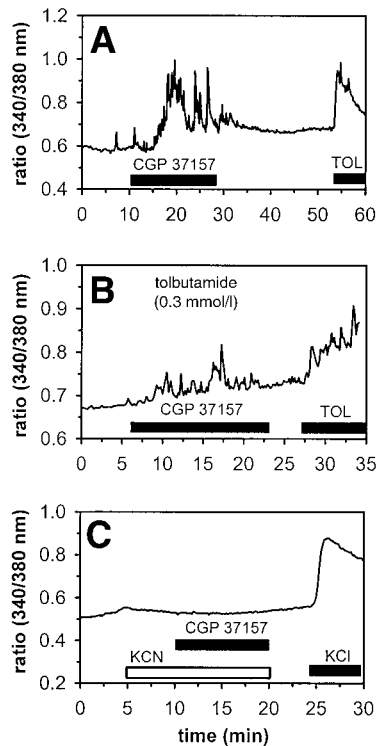 A
ratio (340/380 nm)
1.2
1.0
0.8
0.6
0.4
CGP 37157
TOL
0 10 20 30 40 50 60
B
ratio (340/380 nm)
1.0
0.9
0.8
0.7
0.6
tolbutamide
(0.3 mmol/l)
CGP 37157
TOL
0 5 10 15 20 25 30 35
C
ratio (340/380 nm)
1.0
0.8
0.6
0.4
0.2
CGP 37157
KCN
KCl
0 5 10 15 20 25 30
time (min)